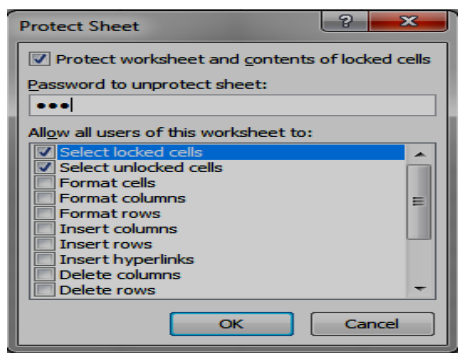 Protect Sheet
Protect worksheet and contents of locked cells
Password to unprotect sheet:
Allow all users of this worksheet to:
Select locked cells
Select unlocked cells
Format cells
Format columns
Format rows
Insert columns
Insert rows
Insert hyperlinks
Delete columns
Delete rows
OK Cancel